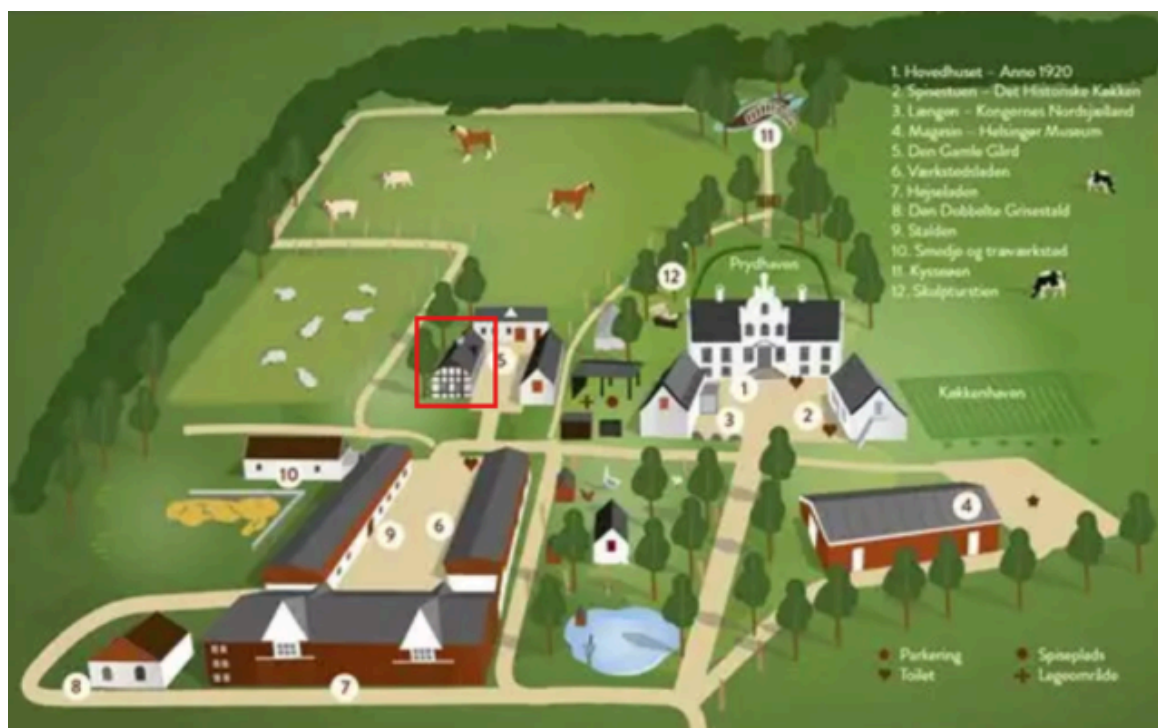 1. Hovedhuset – Anno 1920
2. Spisestuen – Det Historiske Køkken
3. Længen – Kongernes Nordsjælland
4. Magasin – Helsingør Museum
5. Den Gamle Gård
6. Værkstedsladen
7. Højseladen
8. Den Dobbelte Grisestald
9. Stalden
10. Smedje og træværksted
11. Kysseøen
12. Skulpturstien
11
12
Prydhaven
5
1
Køkkenhaven
3
2
10
4
9
6
8
7
Parkering
Spiseplads
Toilet
Legeområde